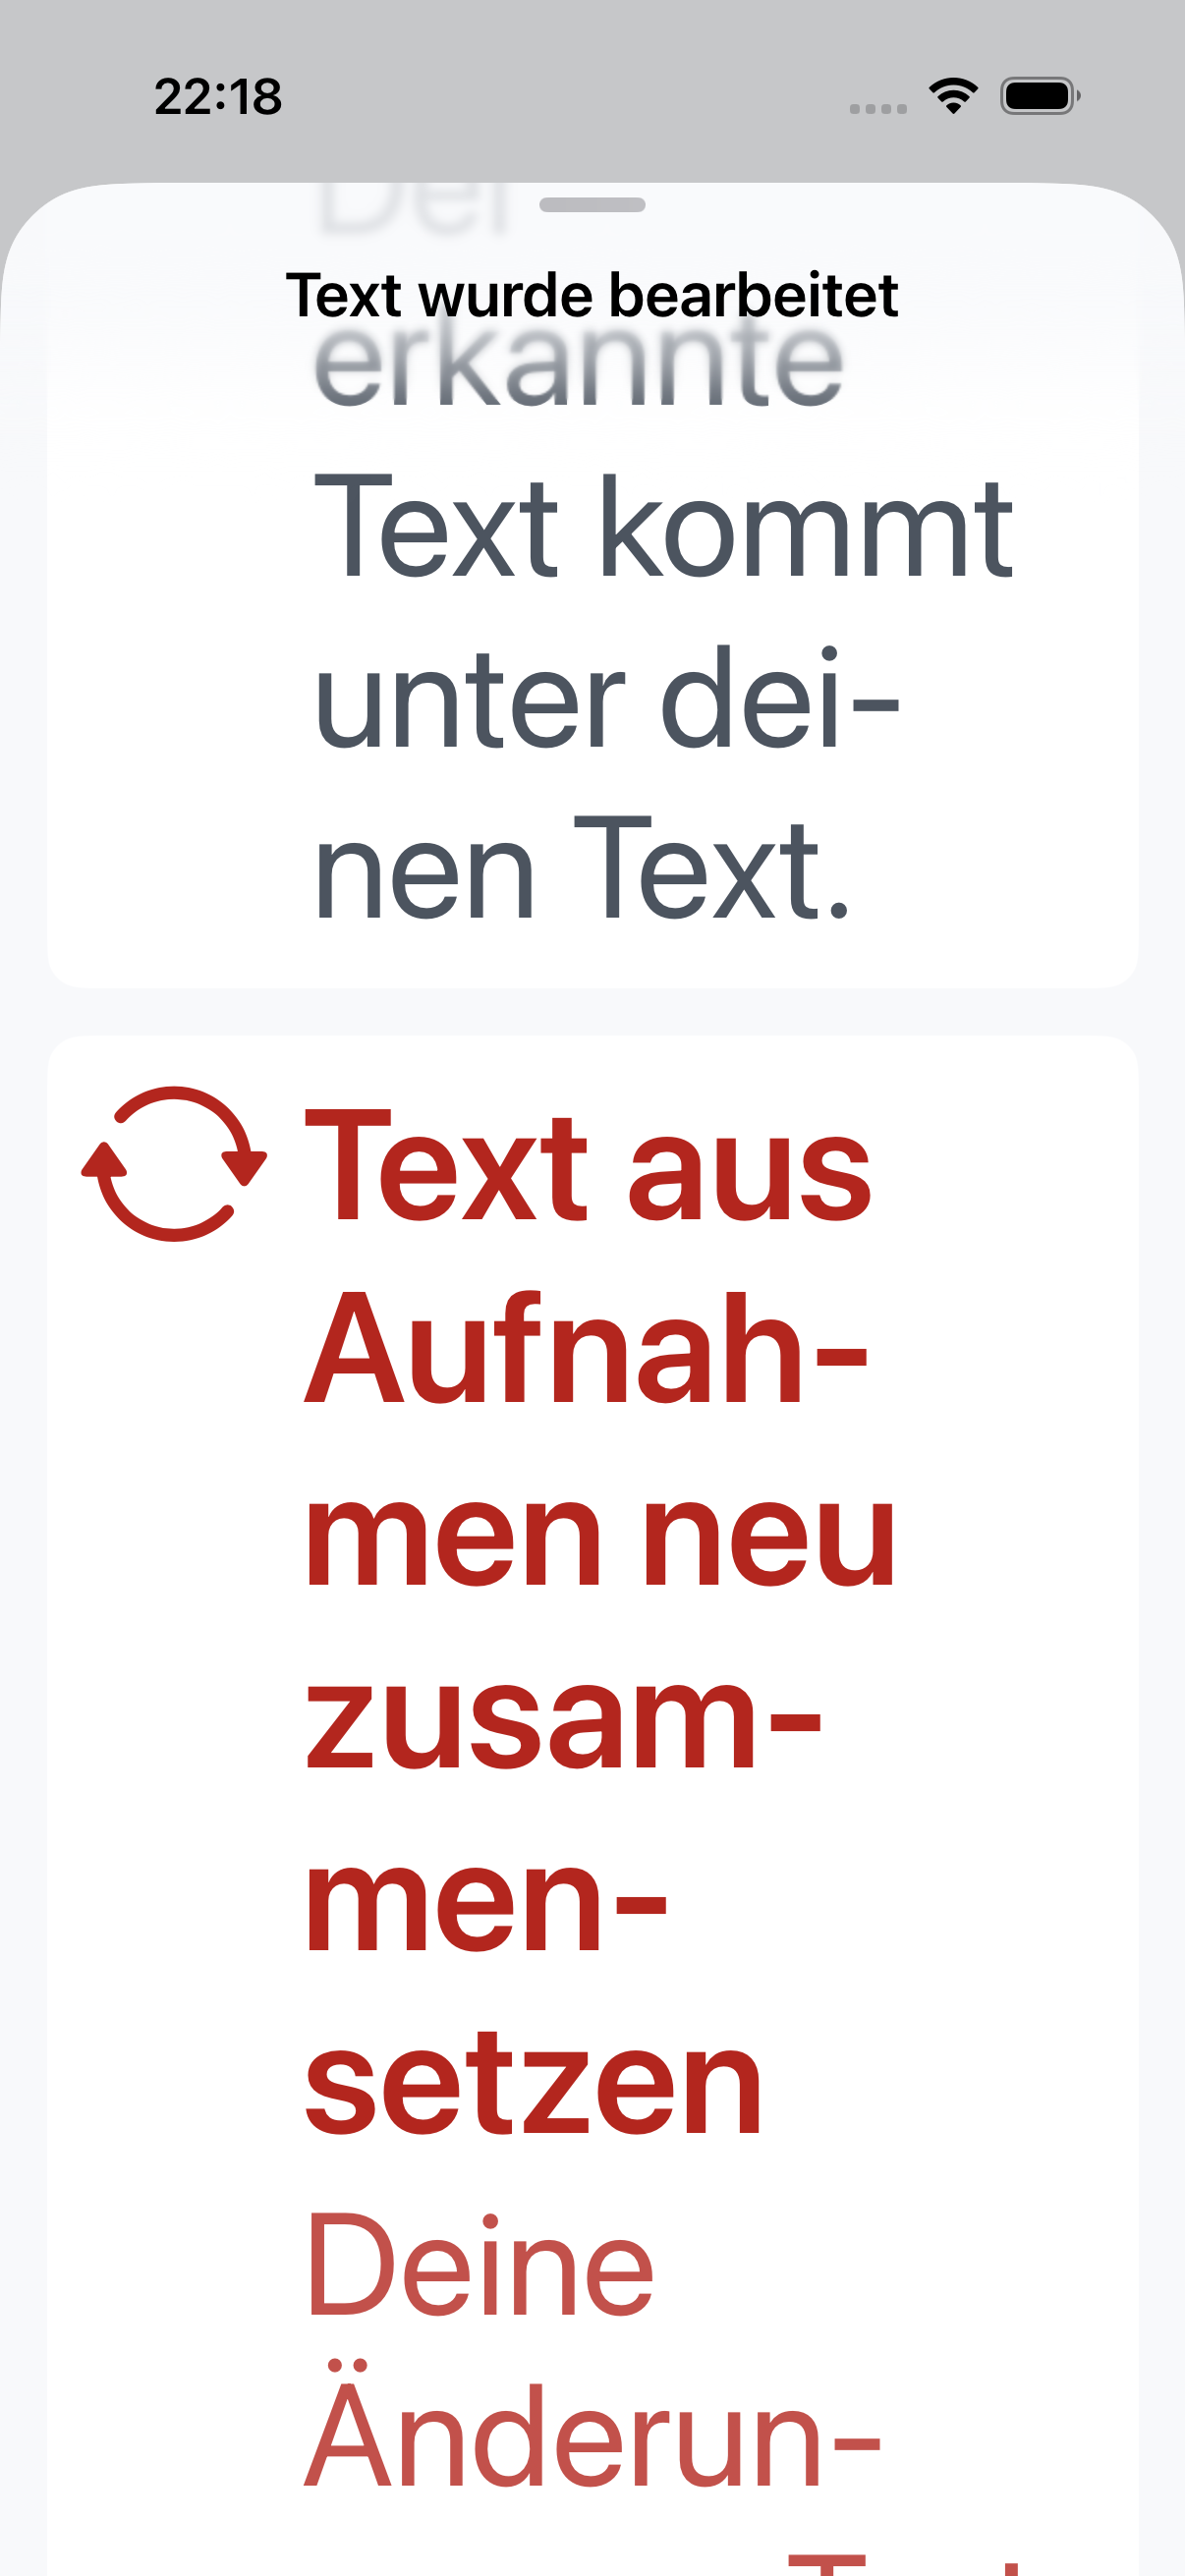 22:18
Text wurde bearbeitet
erkannte
Text kommt
unter dei-
nen Text.
Text aus
Aufnah-
men neu
zusam-
men-
setzen
Deine
Änderun-